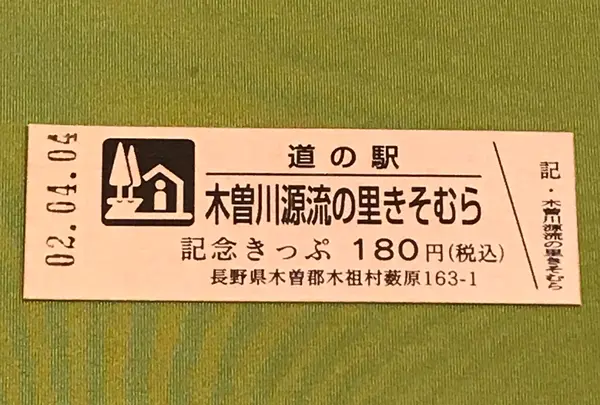 02.04.04
道の駅
木曽川源流の里きそむら
記念きっぷ 180円(税込)
長野県木曽郡木祖村薮原163-1
記・木曽川源流の里きそむら